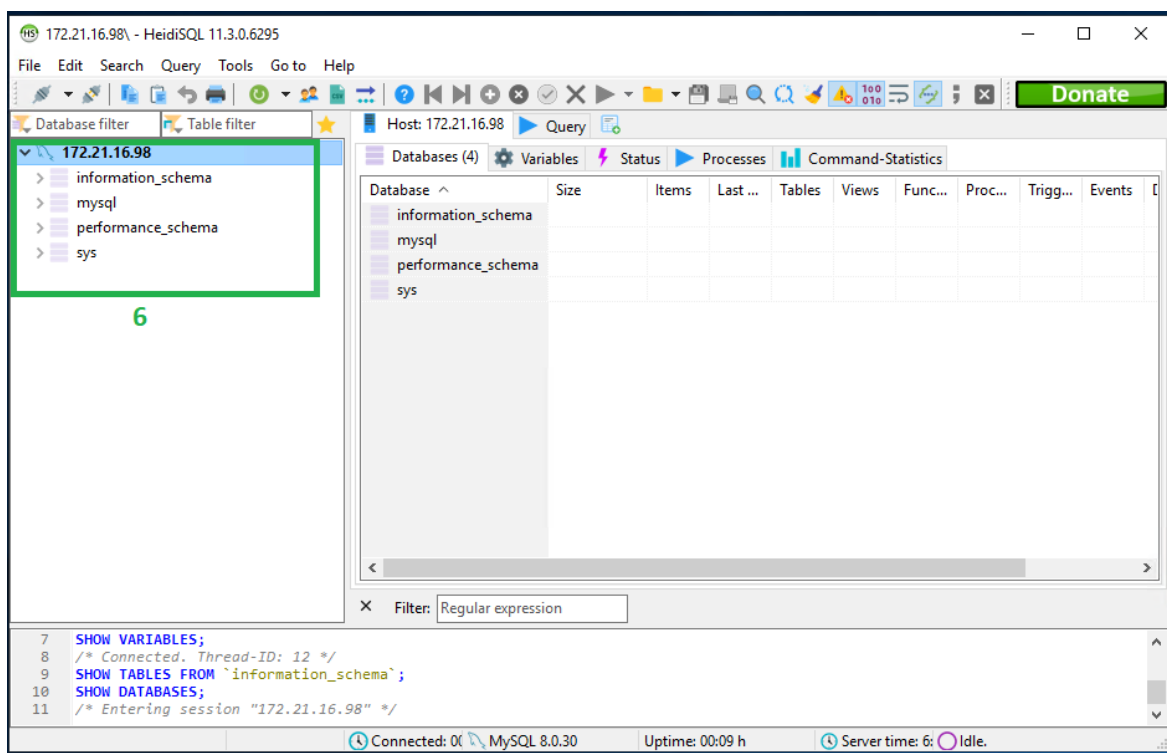 172.21.16.98\ - HeidiSQL 11.3.0.6295
File Edit Search Query Tools Go to Help
Donate
Database filter Table filter
Host: 172.21.16.98 Query
172.21.16.98
information_schema
mysql
performance_schema
sys
6
Databases (4) Variables Status Processes Command-Statistics
Database Size Items Last ... Tables Views Func... Proc... Trigg... Events
information_schema
mysql
performance_schema
sys
Filter: Regular expression
7 SHOW VARIABLES;
8 /* Connected. Thread-ID: 12 */
9 SHOW TABLES FROM `information_schema`;
10 SHOW DATABASES;
11 /* Entering session "172.21.16.98" */
Connected: 0 MySQL 8.0.30 Uptime: 00:09 h Server time: 6: Idle.